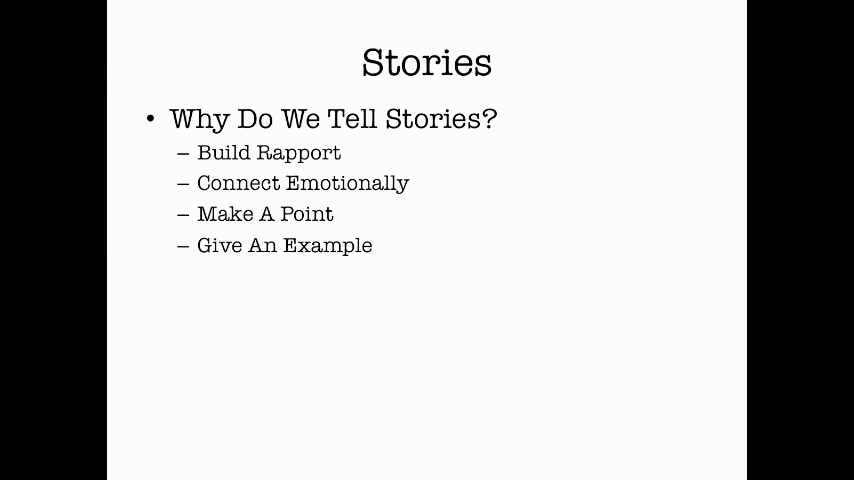 Stories
• Why Do We Tell Stories?
– Build Rapport
– Connect Emotionally
– Make A Point
– Give An Example